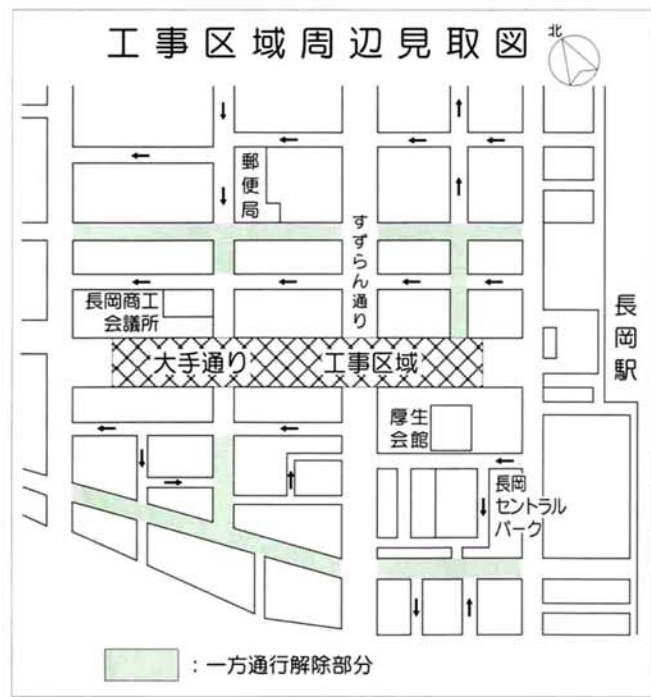 工事区域周辺見取図
北
郵便局
すずらん通り
長岡商工
会議所
長岡駅
大手通り 工事区域
厚生
会館
長岡
セントラル
パーク
：一方通行解除部分